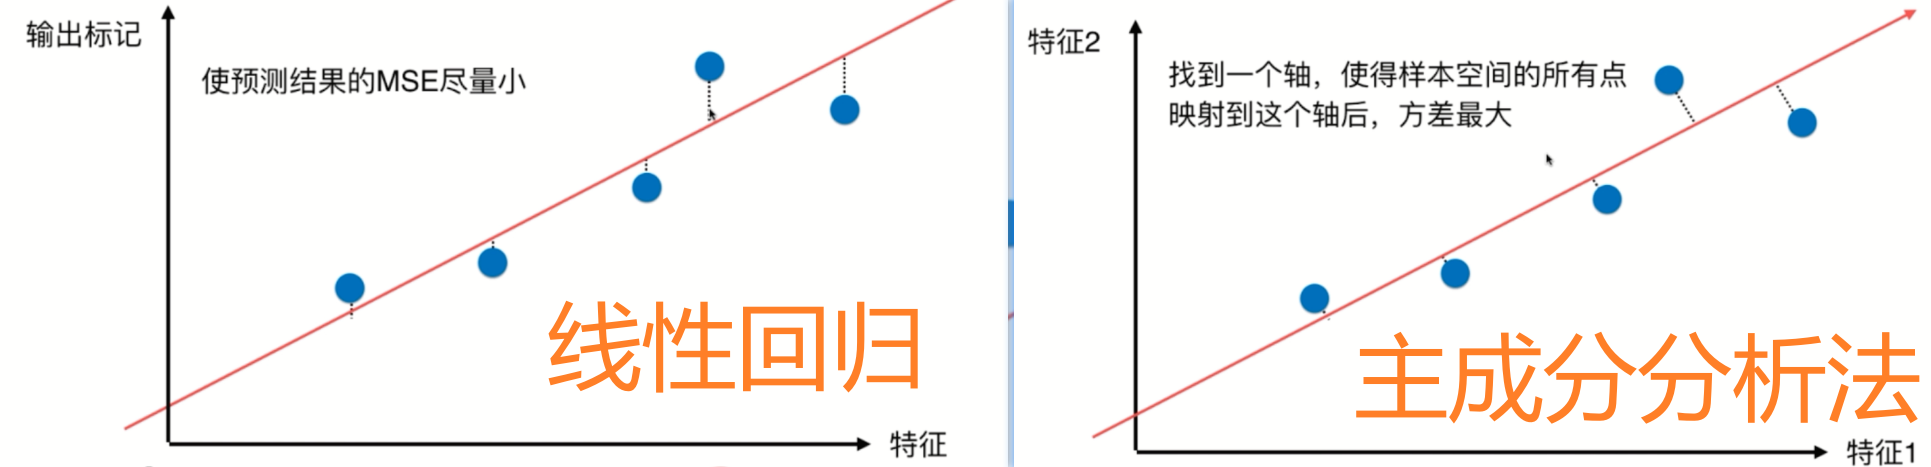 输出标记
使预测结果的MSE尽量小
线性回归
特征
特征2
找到一个轴，使得样本空间的所有点
映射到这个轴后，方差最大
主成分分析法
特征1